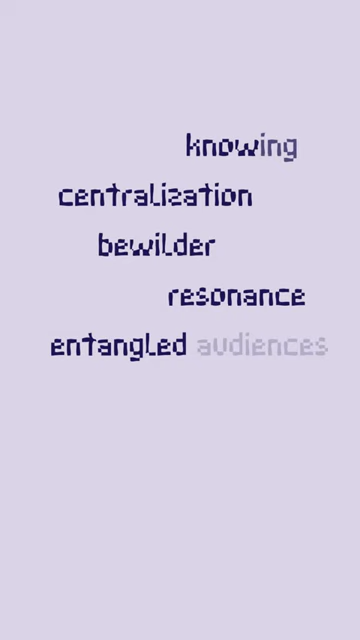 knowing
centralization
bewilder
resonance
entangled audiences